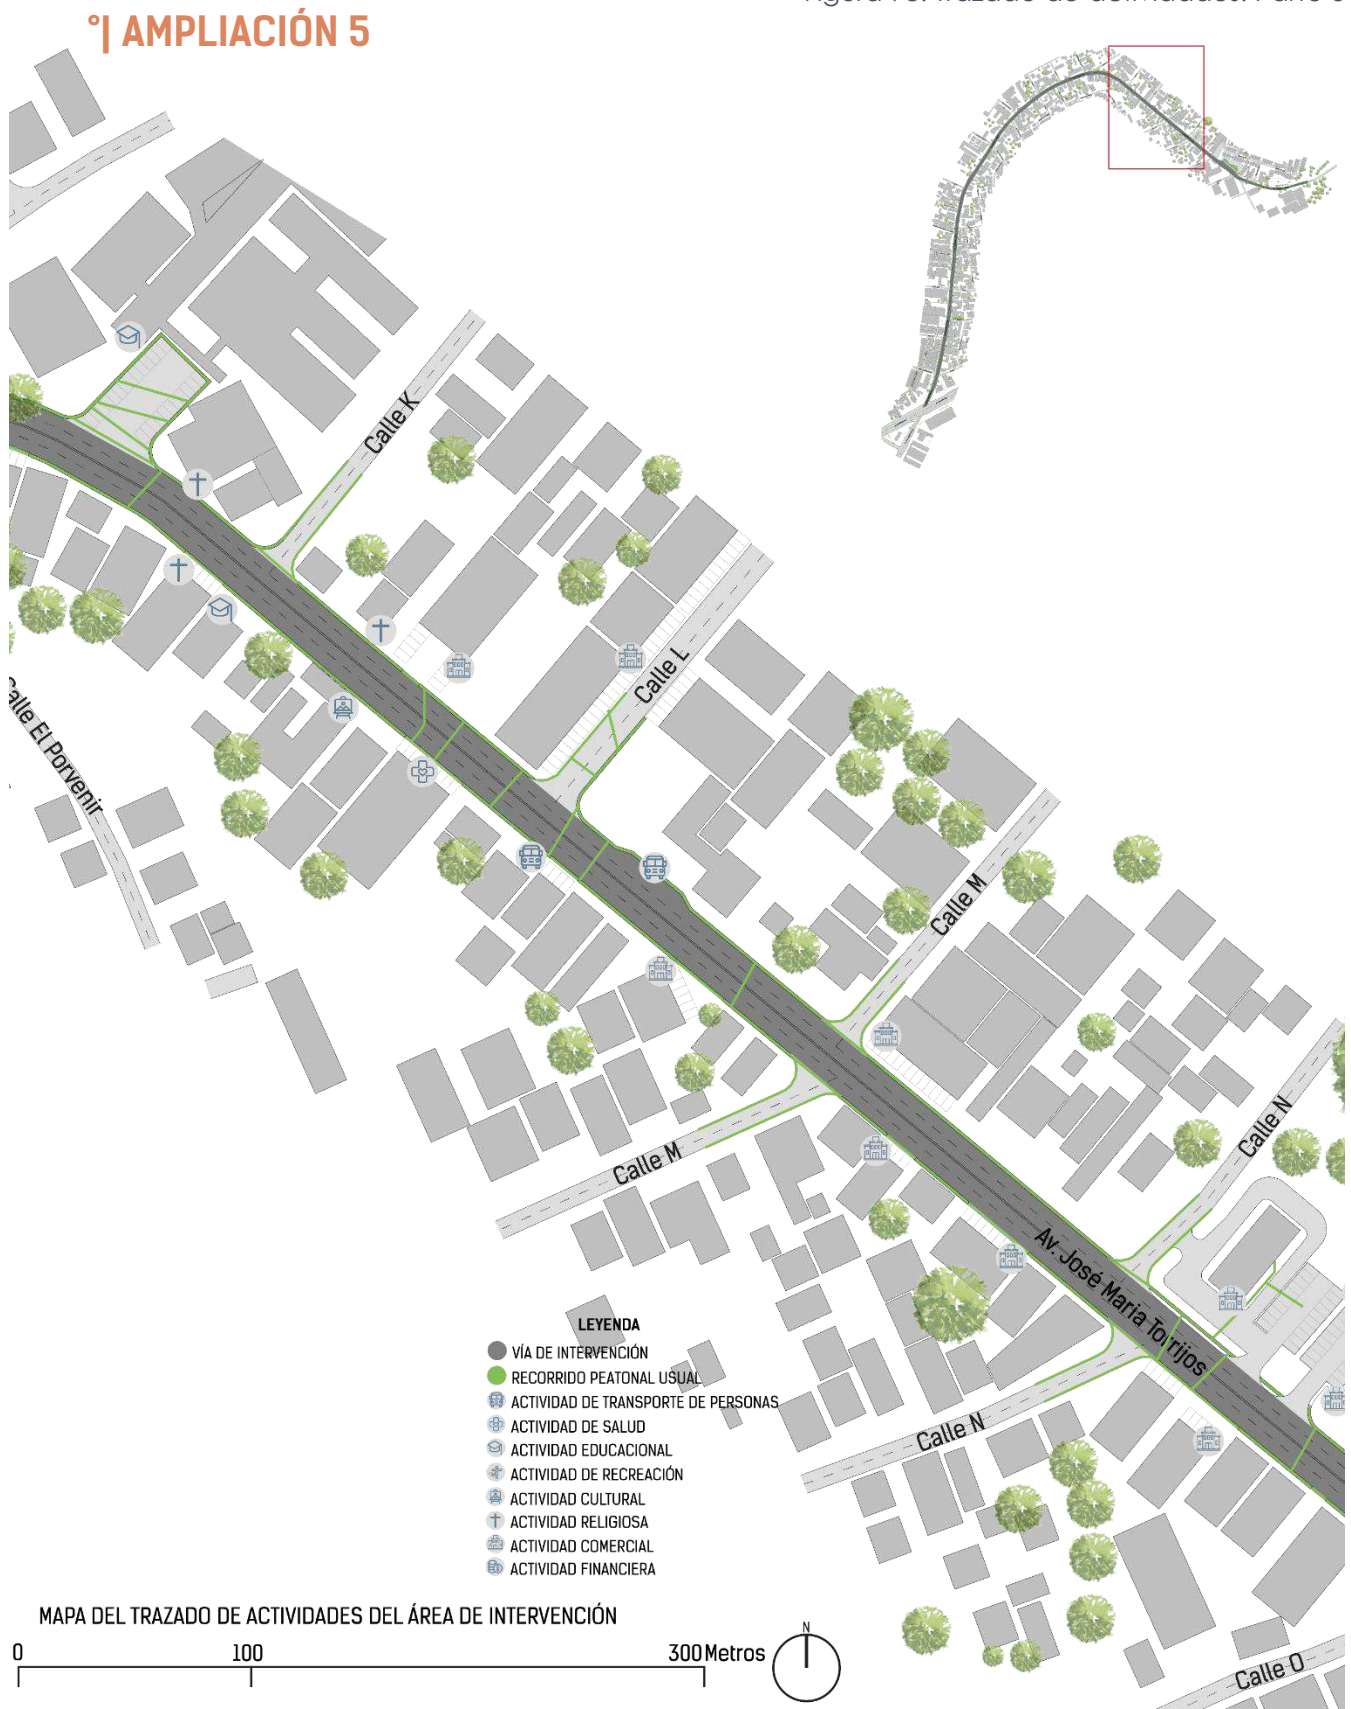 °| AMPLIACIÓN 5
Calle K
Calle L
Calle El Porvenir
Calle M
Calle M
Calle N
Av. José Maria Torrijos
Calle N
LEYENDA
VÍA DE INTERVENCIÓN
RECORRIDO PEATONAL USUAL
ACTIVIDAD DE TRANSPORTE DE PERSONAS
ACTIVIDAD DE SALUD
ACTIVIDAD EDUCACIONAL
ACTIVIDAD DE RECREACIÓN
ACTIVIDAD CULTURAL
ACTIVIDAD RELIGIOSA
ACTIVIDAD COMERCIAL
ACTIVIDAD FINANCIERA
MAPA DEL TRAZADO DE ACTIVIDADES DEL ÁREA DE INTERVENCIÓN
0 100 300 Metros
N
Calle O